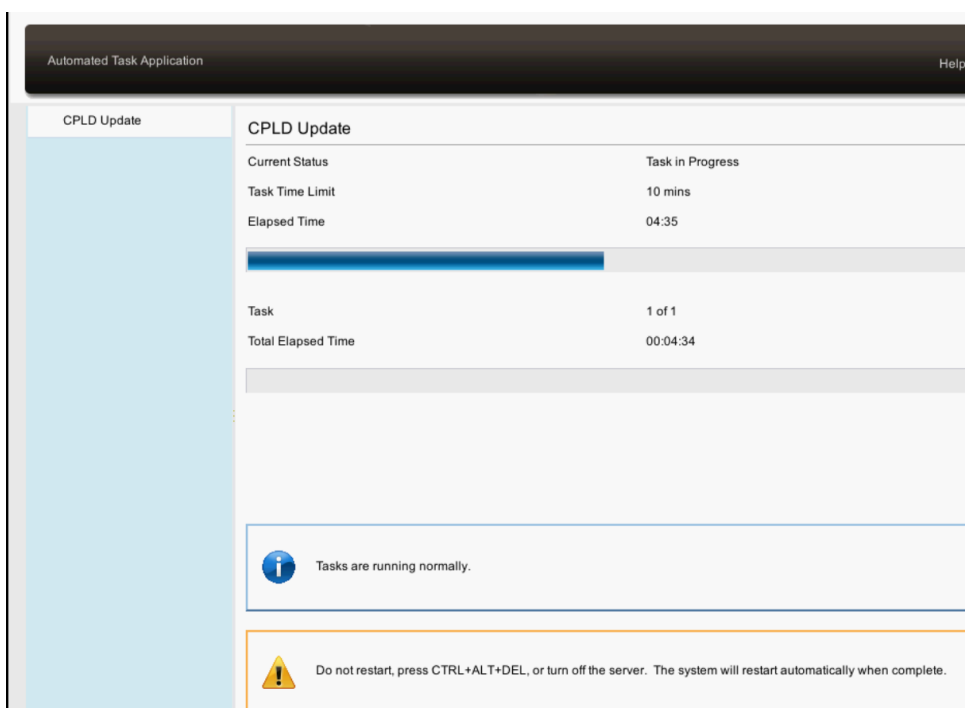 Automated Task Application
Help
CPLD Update
CPLD Update
Current Status Task in Progress
Task Time Limit 10 mins
Elapsed Time 04:35
Task 1 of 1
Total Elapsed Time 00:04:34
Tasks are running normally.
Do not restart, press CTRL+ALT+DEL, or turn off the server. The system will restart automatically when complete.